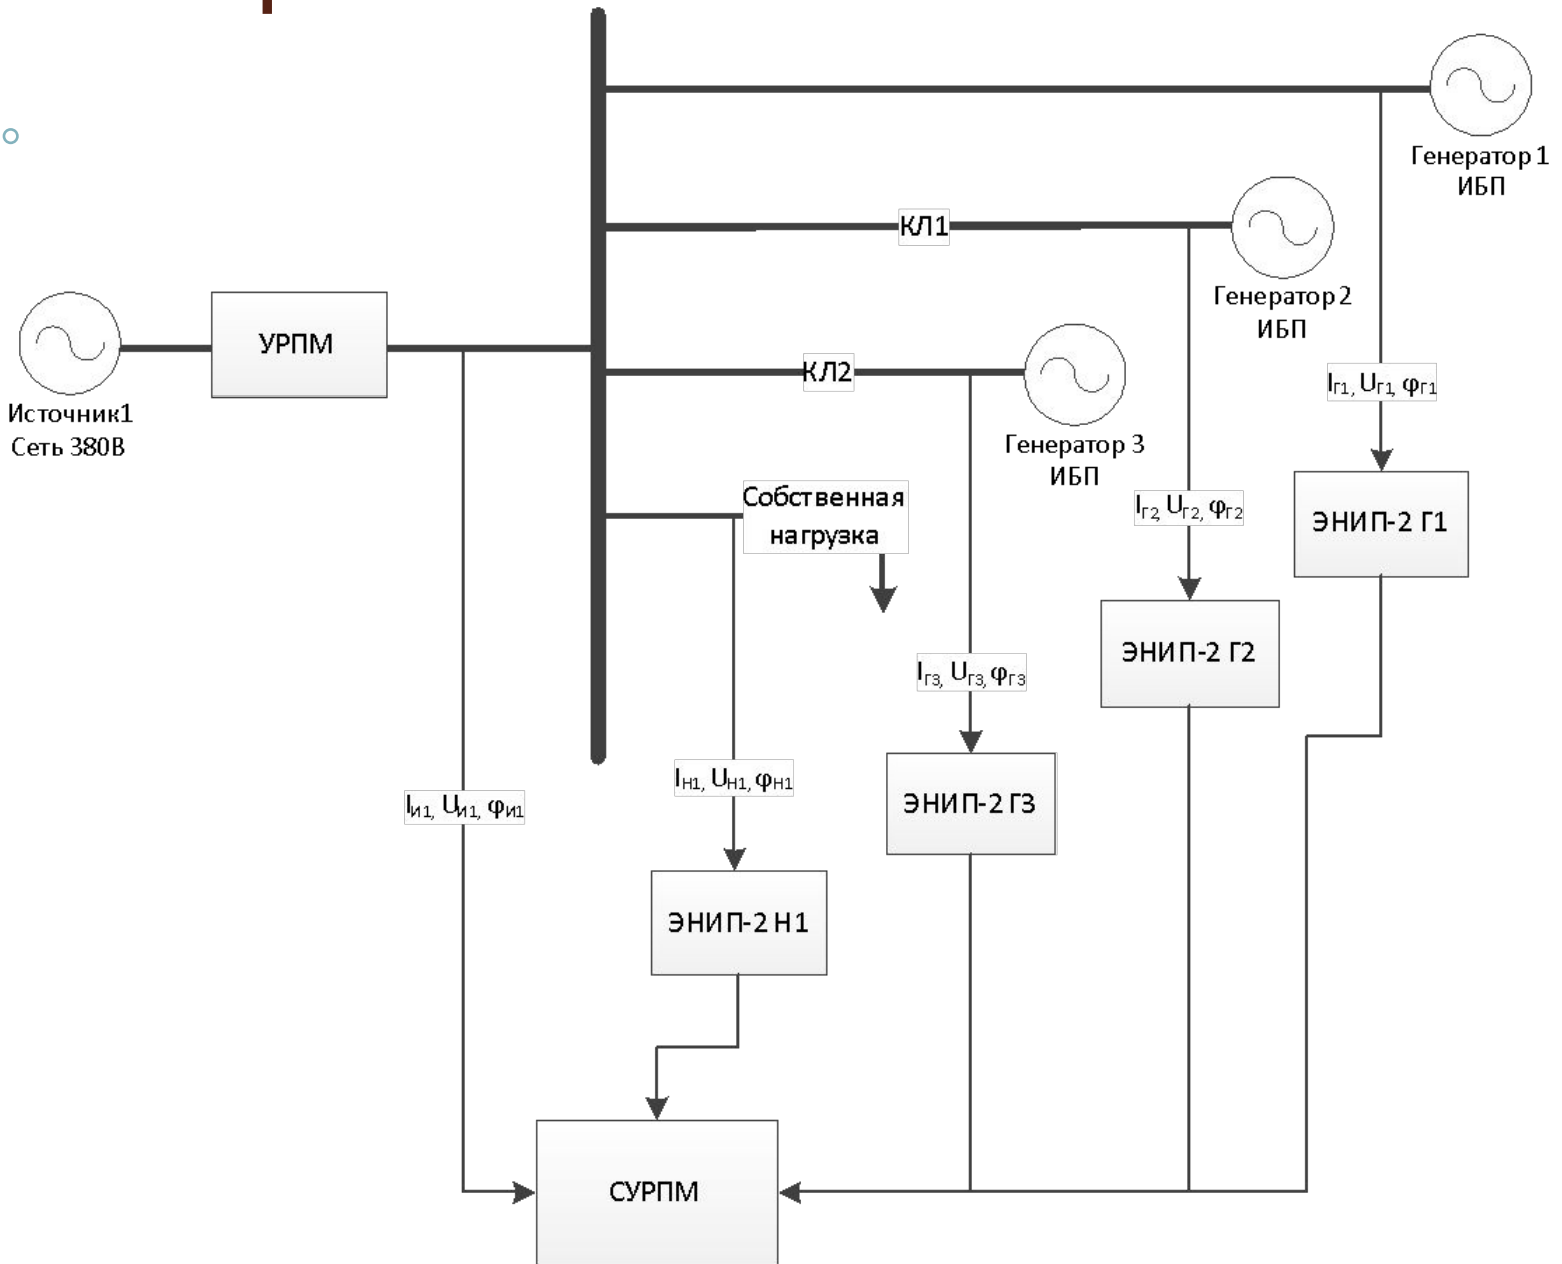 Генератор 1
ИБП
КЛ1
Генератор 2
ИБП
УРПМ
Источник1
Сеть 380В
КЛ2
Генератор 3
ИБП
Iг1, Uг1, φг1
Собственная
нагрузка
Iг2, Uг2, φг2
ЭНИП-2 Г1
ЭНИП-2 Г2
Iг3, Uг3, φг3
Iн1, Uн1, φн1
Iи1, Uи1, φи1
ЭНИП-2 Г3
ЭНИП-2 Н1
СУРПМ